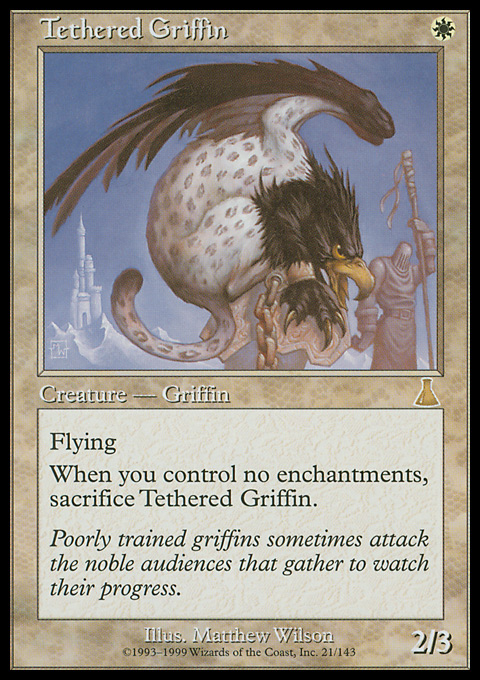 Tethered Griffin
Creature — Griffin
Flying
When you control no enchantments,
sacrifice Tethered Griffin.
Poorly trained griffins sometimes attack
the noble audiences that gather to watch
their progress.
Illus. Matthew Wilson
2/3
©1993–1999 Wizards of the Coast, Inc. 21/143